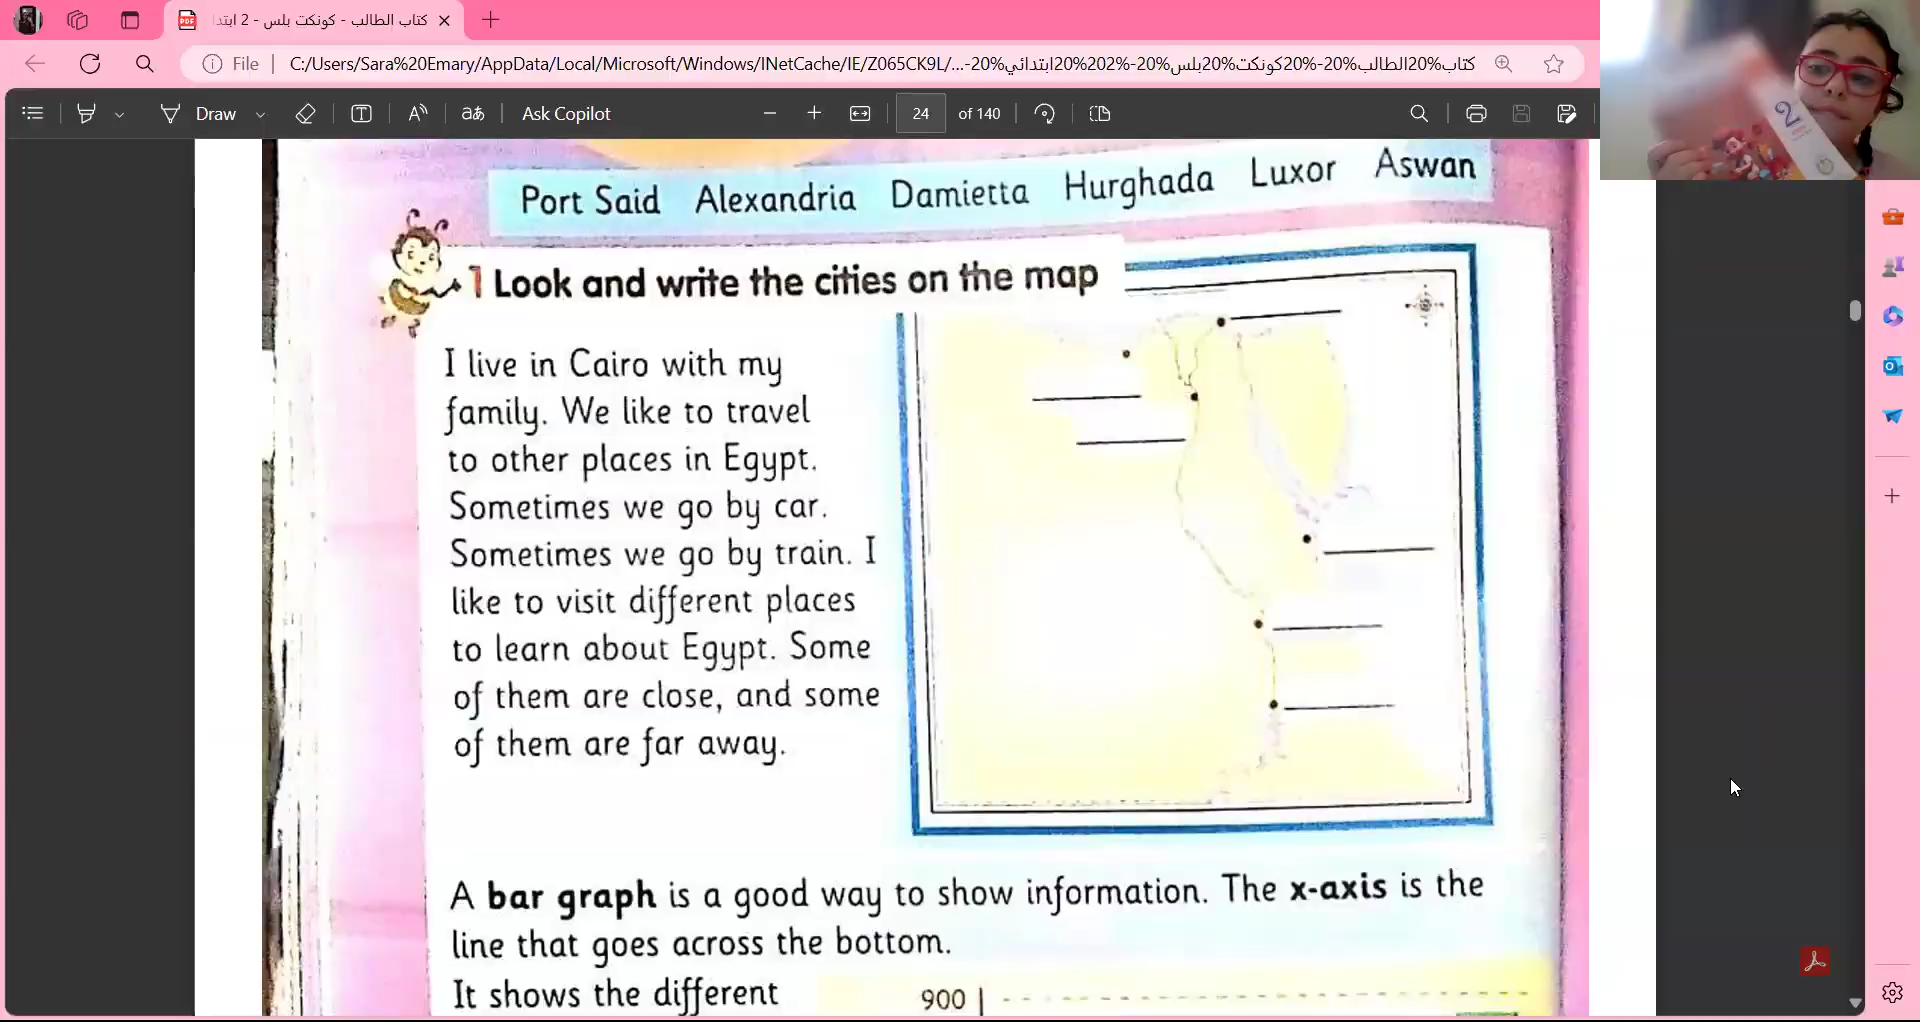 كتاب الطالب - كونكت بلس - 2 ابتدا
File
C:/Users/Sara%20Emary/AppData/Local/Microsoft/Windows/INetCache/IE/Z065CK9L/...كتاب%20الطالب%20-%20كونكت%20بلس%20-%202%20ابتدائي%20-
Draw
Ask Copilot
24
of 140
2
Port Said Alexandria Damietta Hurghada Luxor Aswan
1 Look and write the cities on the map
I live in Cairo with my
family. We like to travel
to other places in Egypt.
Sometimes we go by car.
Sometimes we go by train. I
like to visit different places
to learn about Egypt. Some
of them are close, and some
of them are far away.
A bar graph is a good way to show information. The x-axis is the
line that goes across the bottom.
It shows the different
900